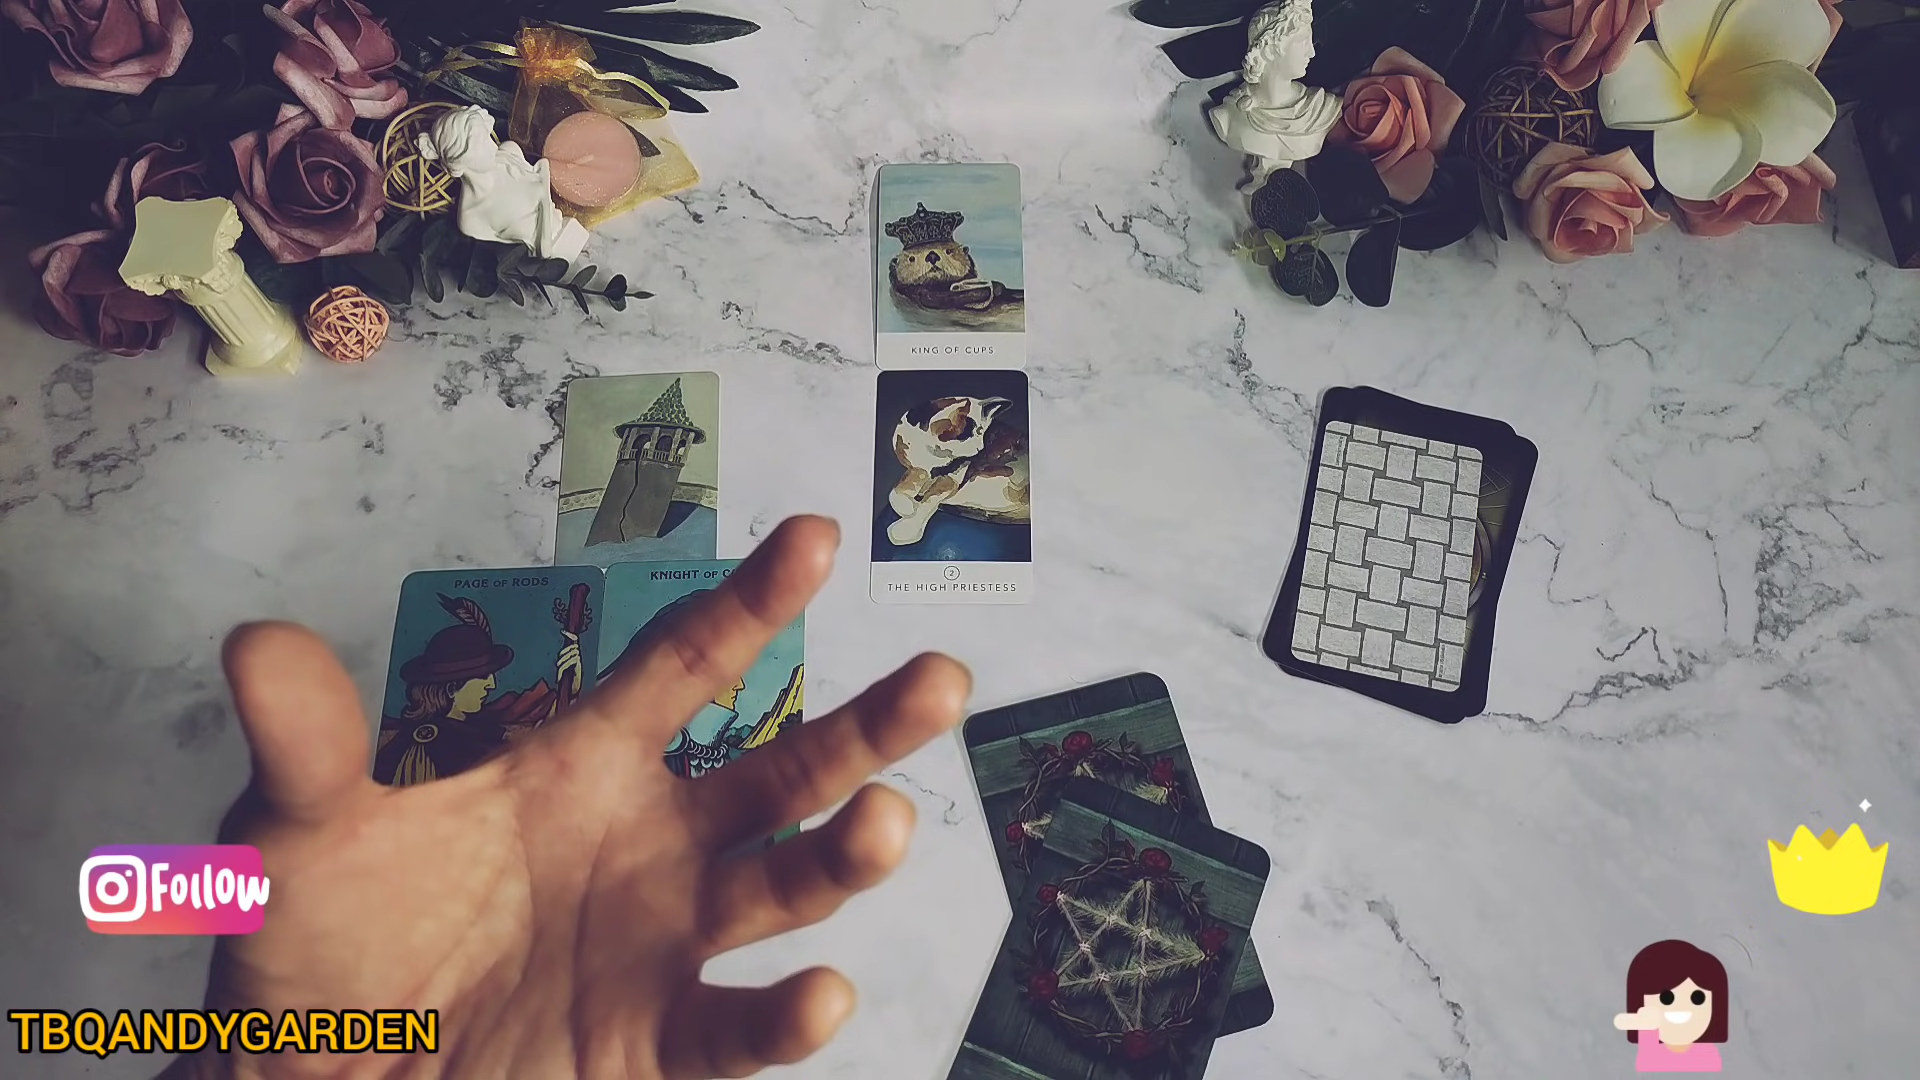 KING OF CUPS
PAGE OF RODS
KNIGHT OF
2
THE HIGH PRIESTESS
Follow
TBQANDYGARDEN